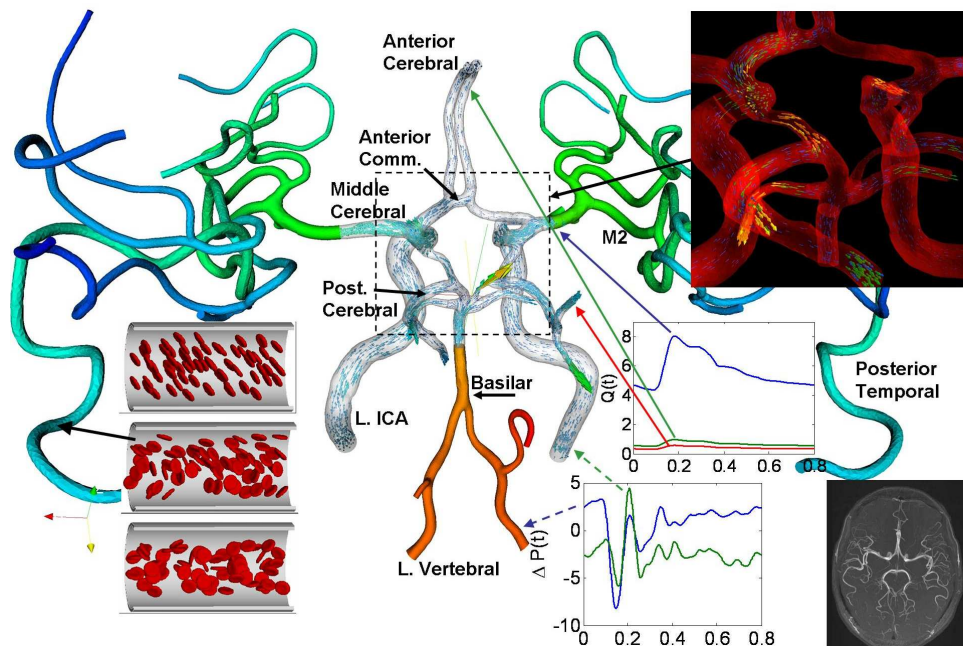 Anterior
Cerebral
Anterior
Comm.
Middle
Cerebral
M2
Post.
Cerebral
Basilar
L. ICA
L. Vertebral
Posterior
Temporal
Q(t)
8
6
4
2
0
0 0.2 0.4 0.6 0.8
Δ P(t)
5
0
-5
-10
0 0.2 0.4 0.6 0.8